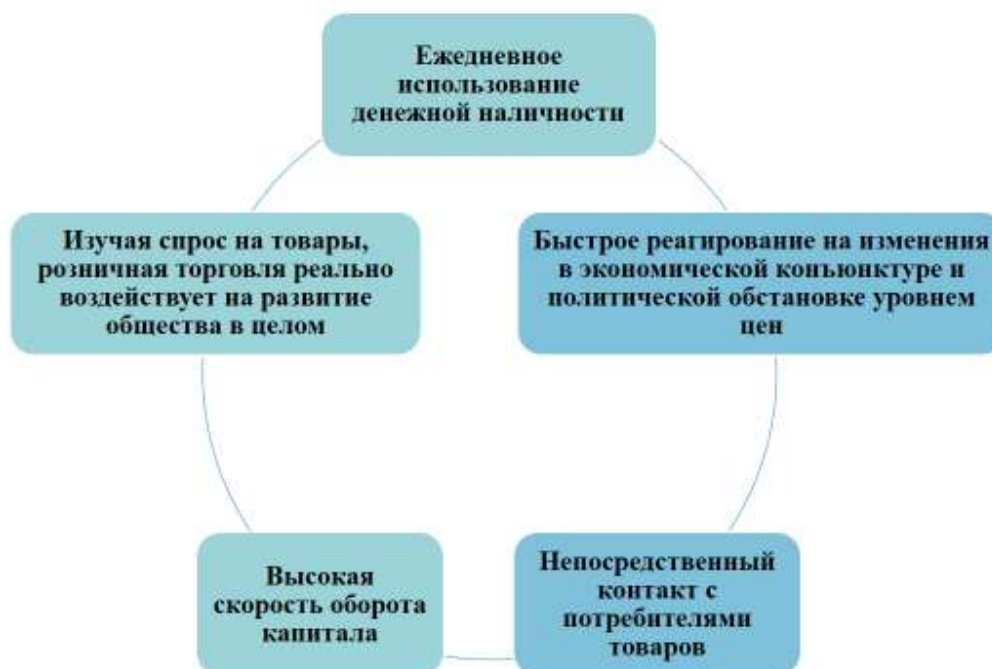 Ежедневное
использование
денежной наличности
Изучая спрос на товары,
розничная торговля реально
воздействует на развитие
общества в целом
Быстрое реагирование на изменения
в экономической конъюнктуре и
политической обстановке уровнем
цен
Высокая
скорость оборота
капитала
Непосредственный
контакт с
потребителями
товаров